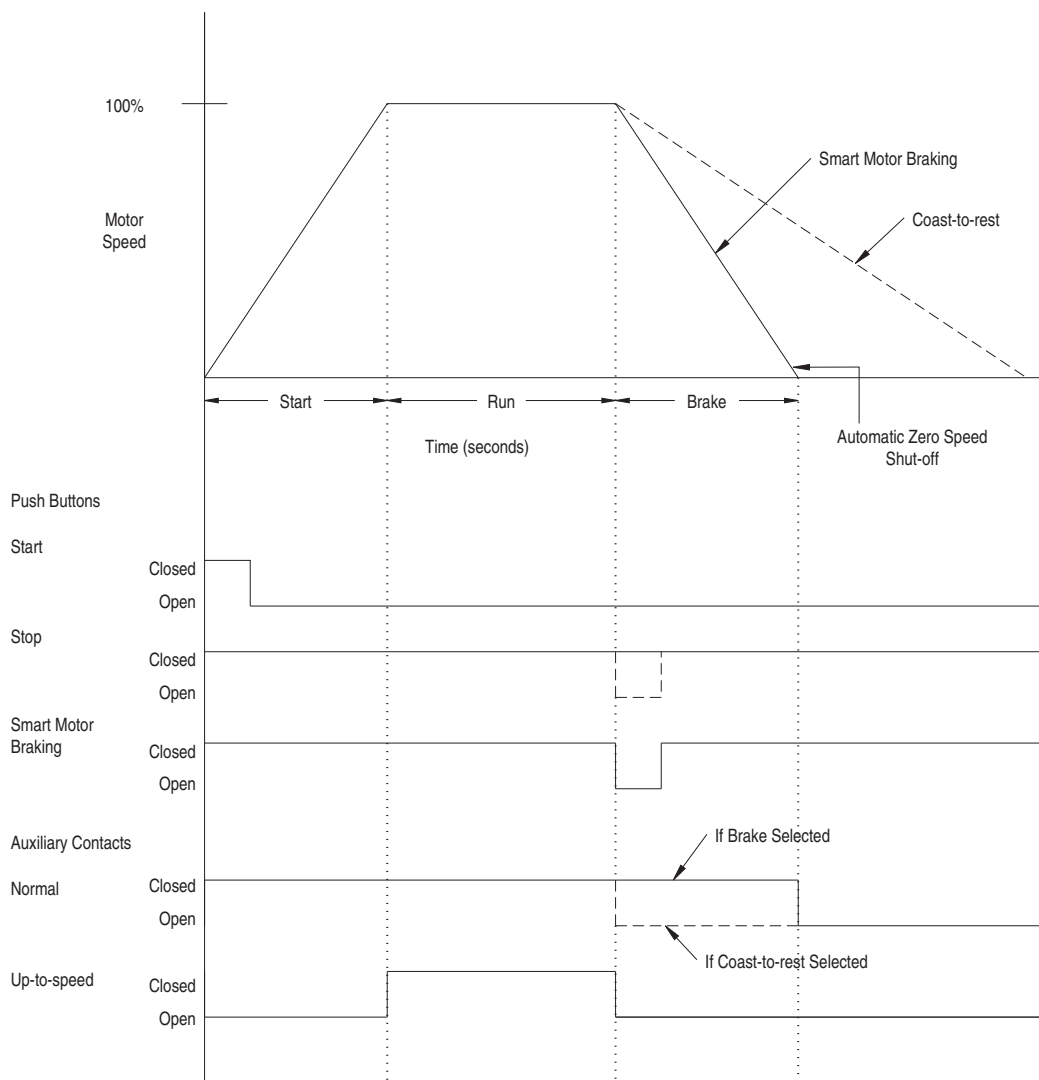 100%
Smart Motor Braking
Motor
Speed
Coast-to-rest
Start
Run
Brake
Time (seconds)
Automatic Zero Speed
Shut-off
Push Buttons
Start
Closed
Open
Stop
Closed
Open
Smart Motor
Braking
Closed
Open
If Brake Selected
Auxiliary Contacts
Normal
Closed
Open
If Coast-to-rest Selected
Up-to-speed
Closed
Open